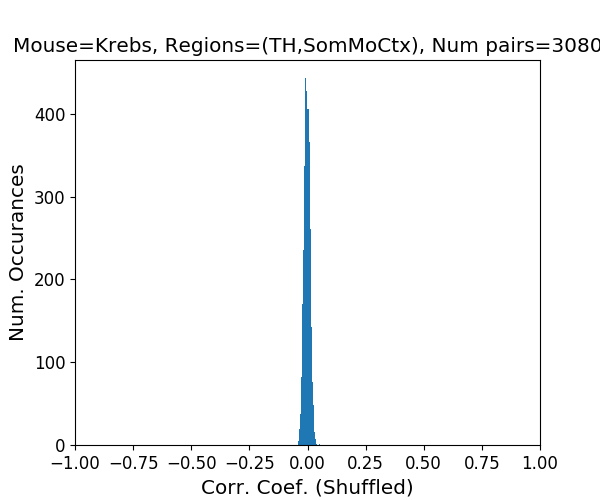 Mouse=Krebs, Regions=(TH,SomMoCtx), Num pairs=3080
400
300
200
100
0
Num. Occurances
−1.00 −0.75 −0.50 −0.25 0.00 0.25 0.50 0.75 1.00
Corr. Coef. (Shuffled)